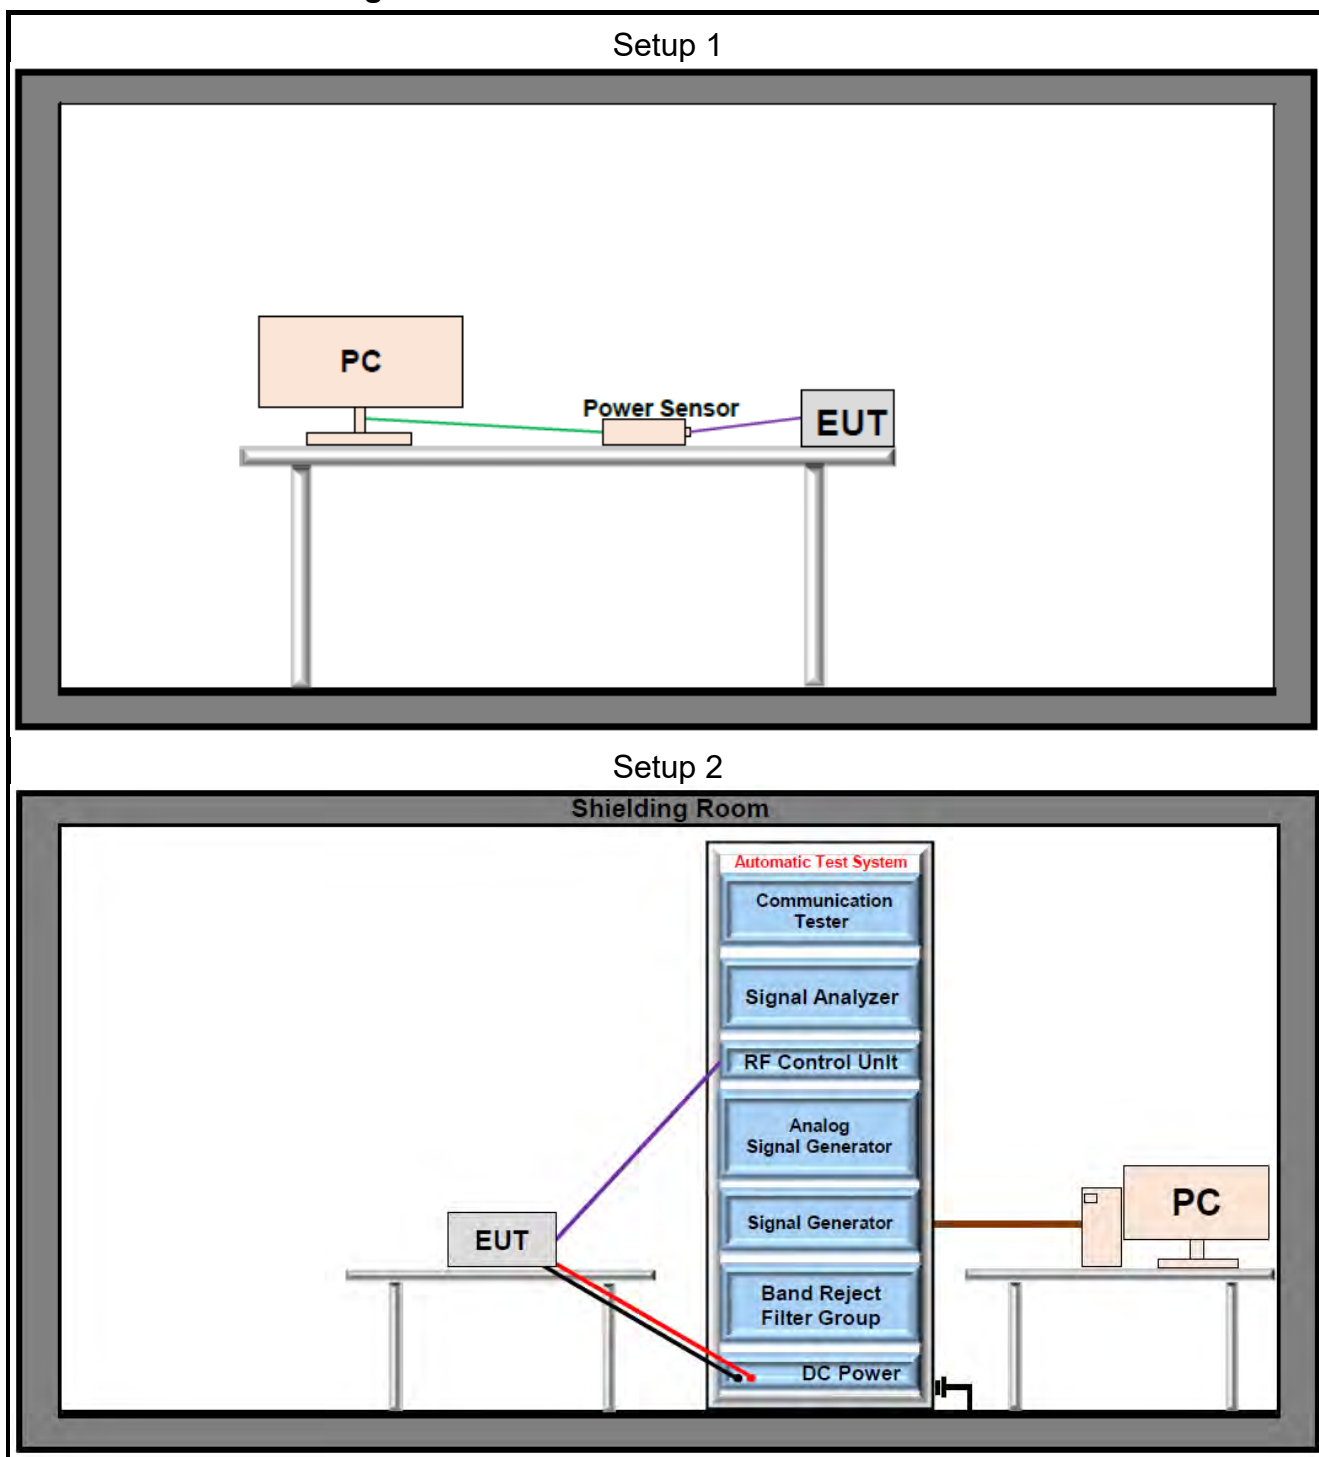 Setup 1
PC
Power Sensor
EUT
Setup 2
Shielding Room
Automatic Test System
Communication
Tester
Signal Analyzer
RF Control Unit
Analog
Signal Generator
Signal Generator
Band Reject
Filter Group
DC Power
EUT
PC